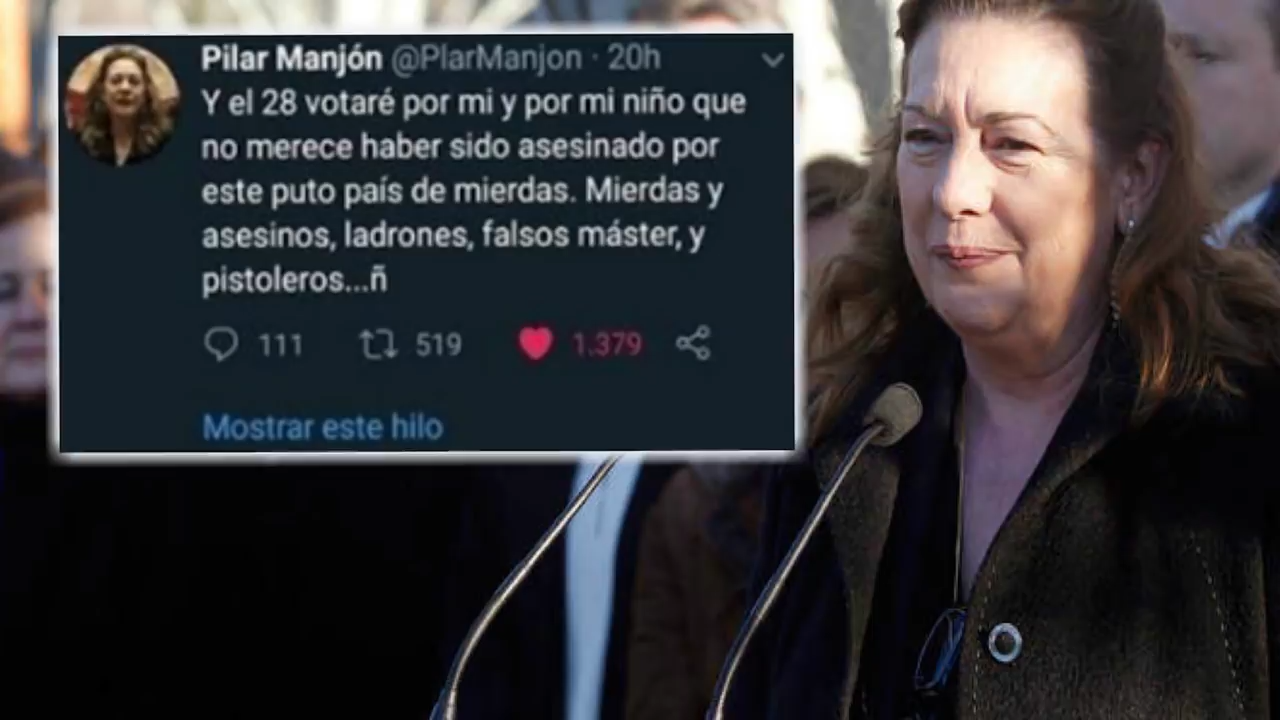 Pilar Manjón @PlarManjon · 20h
Y el 28 votaré por mi y por mi niño que
no merece haber sido asesinado por
este puto país de mierdas. Mierdas y
asesinos, ladrones, falsos máster, y
pistoleros...ñ
111 519 1.379
Mostrar este hilo